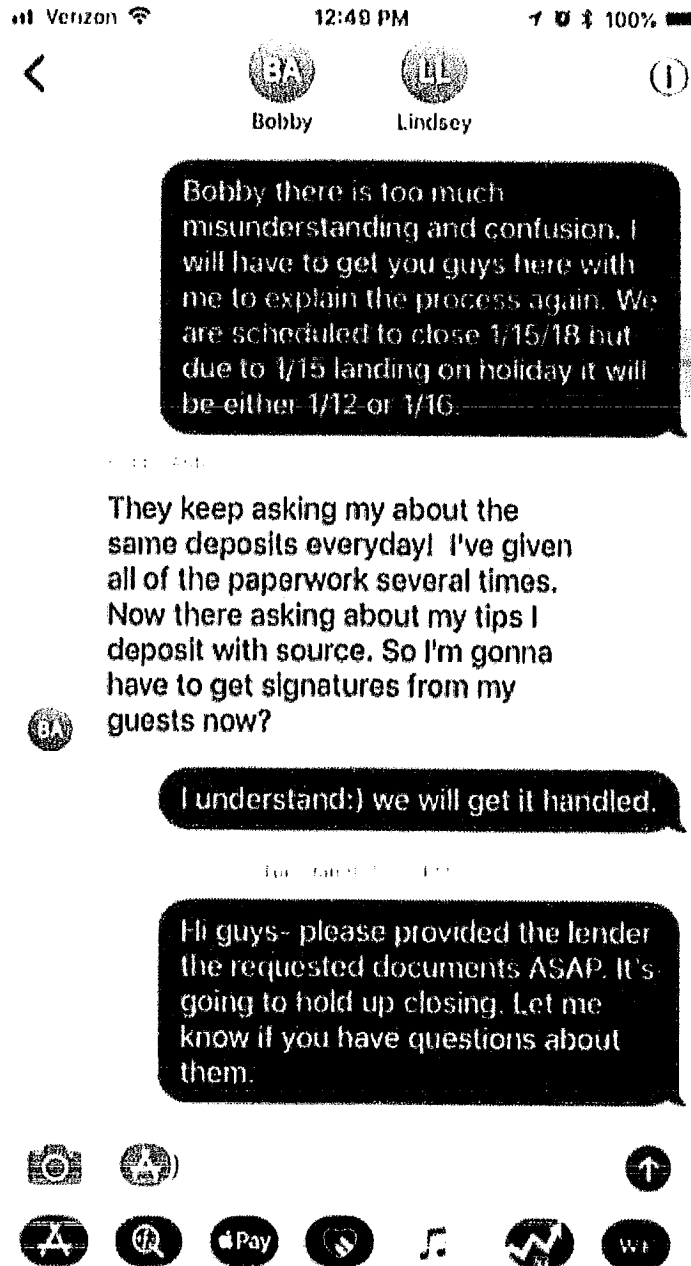 Verizon 12:49 PM 100%
BA LL
Bobby Lindsey
Bobby there is too much
misunderstanding and confusion. I
will have to get you guys here with
me to explain the process again. We
are scheduled to close 1/15/18 but
due to 1/15 landing on holiday it will
be either 1/12 or 1/16.
They keep asking my about the
same deposits everyday! I've given
all of the paperwork several times.
Now there asking about my tips I
deposit with source. So I'm gonna
have to get signatures from my
guests now?
BA
I understand:) we will get it handled.
Hi guys- please provided the lender
the requested documents ASAP. It's
going to hold up closing. Let me
know if you have questions about
them.
Pay